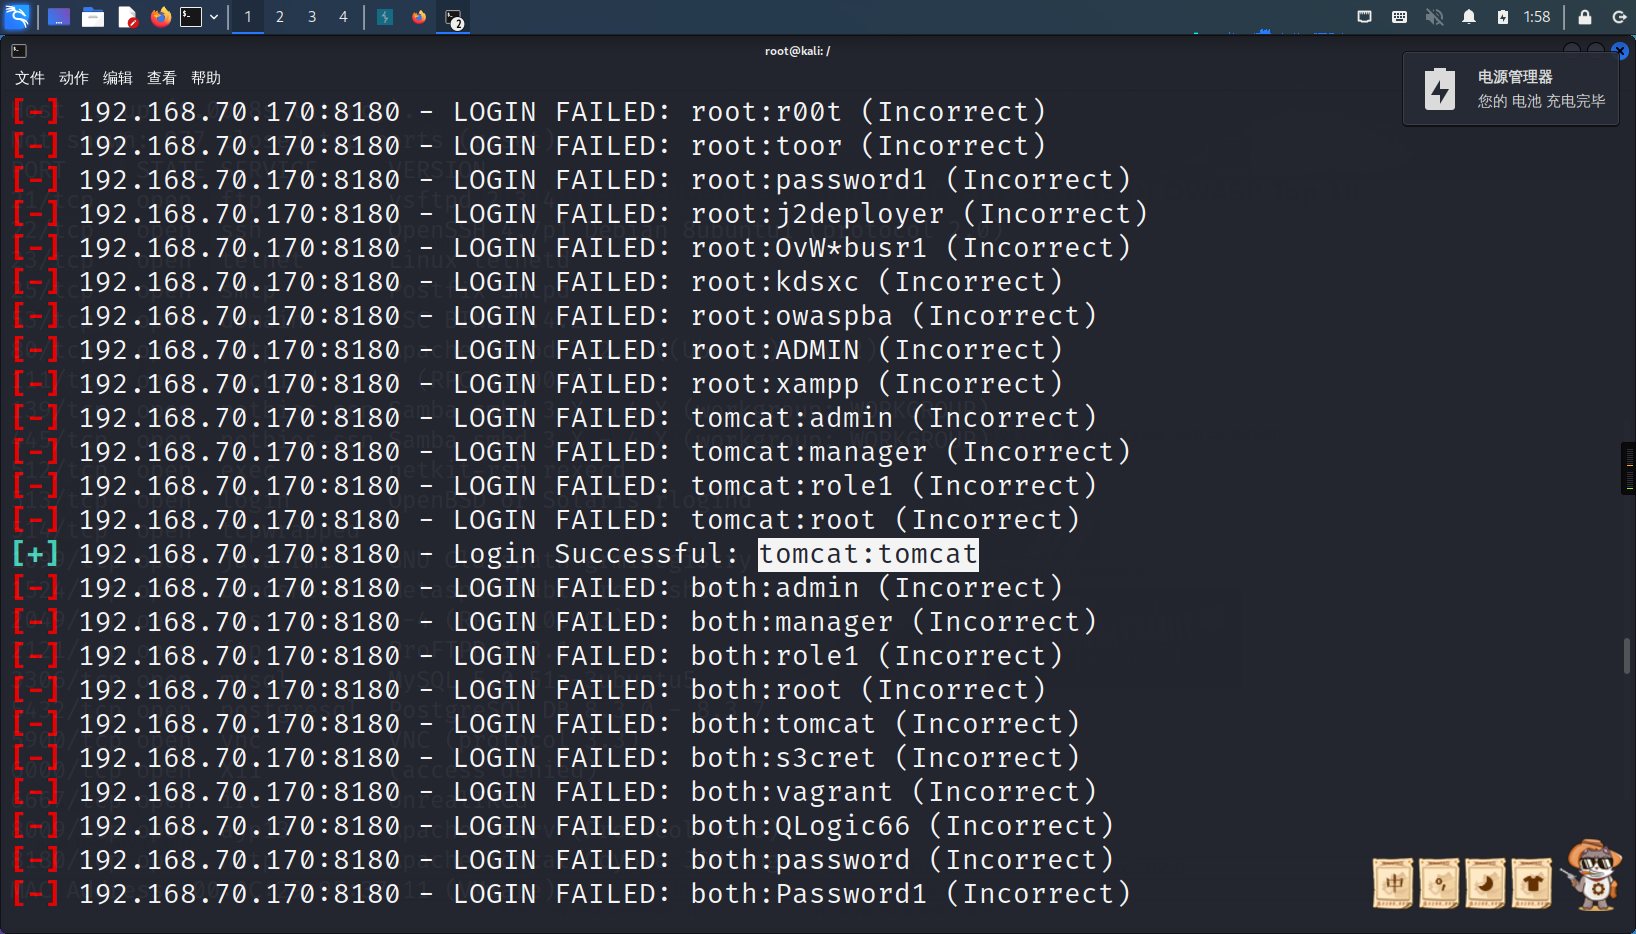 1 2 3 4 2 1:58
root@kali: /
文件 动作 编辑 查看 帮助
电源管理器
您的 电池 充电完毕
[-] 192.168.70.170:8180 - LOGIN FAILED: root:r00t (Incorrect)
[-] 192.168.70.170:8180 - LOGIN FAILED: root:toor (Incorrect)
[-] 192.168.70.170:8180 - LOGIN FAILED: root:password1 (Incorrect)
[-] 192.168.70.170:8180 - LOGIN FAILED: root:j2deployer (Incorrect)
[-] 192.168.70.170:8180 - LOGIN FAILED: root:OvW*busr1 (Incorrect)
[-] 192.168.70.170:8180 - LOGIN FAILED: root:kdsxc (Incorrect)
[-] 192.168.70.170:8180 - LOGIN FAILED: root:owaspba (Incorrect)
[-] 192.168.70.170:8180 - LOGIN FAILED: root:ADMIN (Incorrect)
[-] 192.168.70.170:8180 - LOGIN FAILED: root:xampp (Incorrect)
[-] 192.168.70.170:8180 - LOGIN FAILED: tomcat:admin (Incorrect)
[-] 192.168.70.170:8180 - LOGIN FAILED: tomcat:manager (Incorrect)
[-] 192.168.70.170:8180 - LOGIN FAILED: tomcat:role1 (Incorrect)
[-] 192.168.70.170:8180 - LOGIN FAILED: tomcat:root (Incorrect)
[+] 192.168.70.170:8180 - Login Successful: tomcat:tomcat
[-] 192.168.70.170:8180 - LOGIN FAILED: both:admin (Incorrect)
[-] 192.168.70.170:8180 - LOGIN FAILED: both:manager (Incorrect)
[-] 192.168.70.170:8180 - LOGIN FAILED: both:role1 (Incorrect)
[-] 192.168.70.170:8180 - LOGIN FAILED: both:root (Incorrect)
[-] 192.168.70.170:8180 - LOGIN FAILED: both:tomcat (Incorrect)
[-] 192.168.70.170:8180 - LOGIN FAILED: both:s3cret (Incorrect)
[-] 192.168.70.170:8180 - LOGIN FAILED: both:vagrant (Incorrect)
[-] 192.168.70.170:8180 - LOGIN FAILED: both:QLogic66 (Incorrect)
[-] 192.168.70.170:8180 - LOGIN FAILED: both:password (Incorrect)
[-] 192.168.70.170:8180 - LOGIN FAILED: both:Password1 (Incorrect)
中